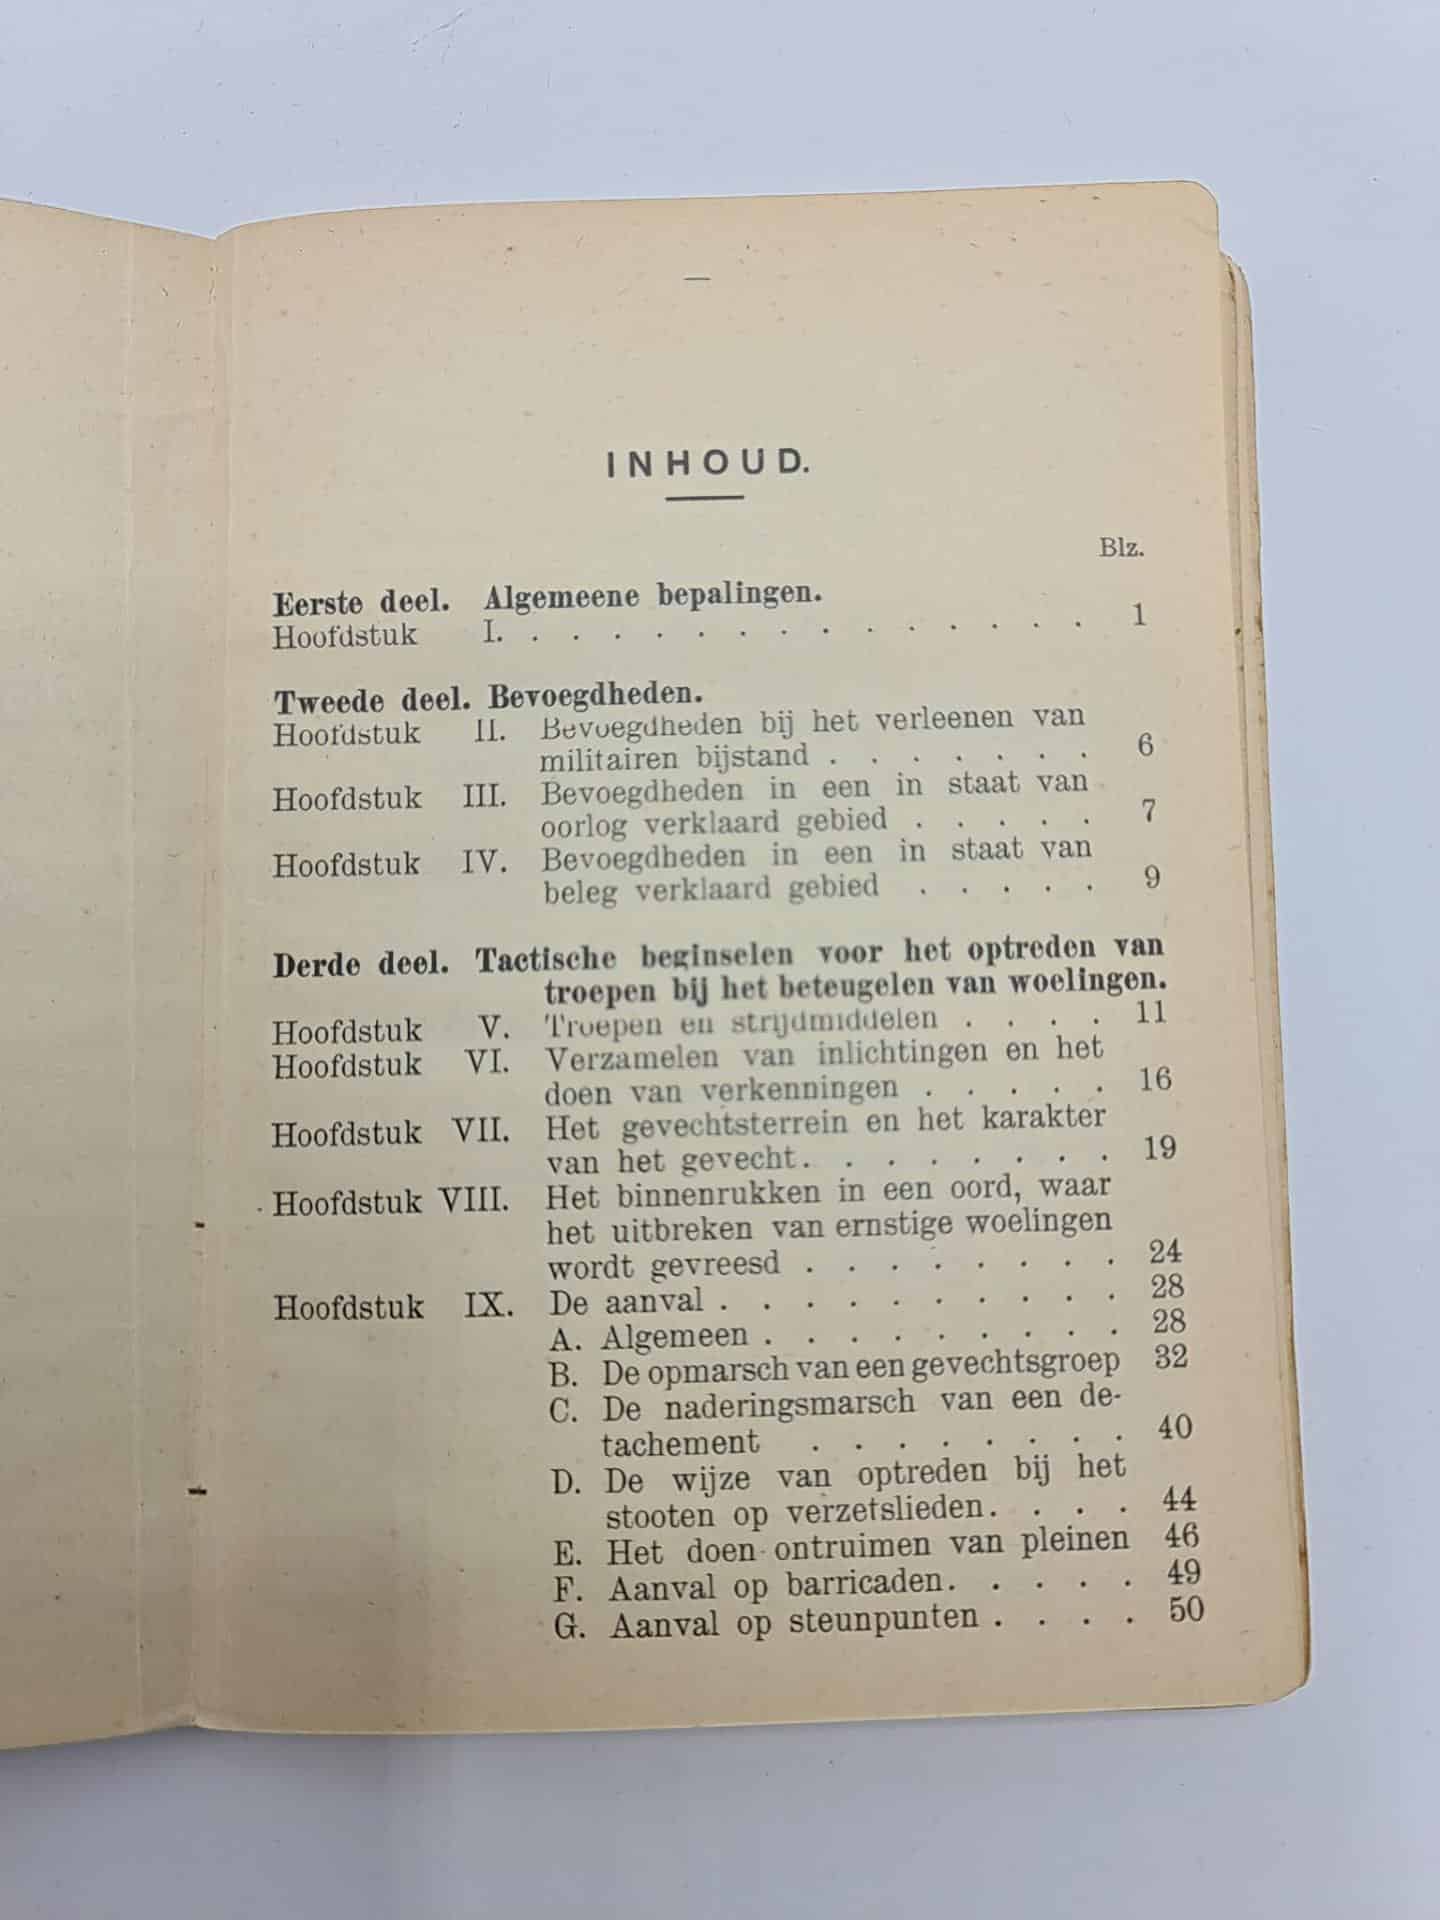 INHOUD.
Blz.
Eerste deel. Algemeene bepalingen.
Hoofdstuk I. . . . . . . . . . . . . . . 1
Tweede deel. Bevoegdheden.
Hoofdstuk II. Bevoegdheden bij het verleenen van
militairen bijstand . . . . . . . 6
Hoofdstuk III. Bevoegdheden in een in staat van
oorlog verklaard gebied . . . . . 7
Hoofdstuk IV. Bevoegdheden in een in staat van
beleg verklaard gebied . . . . . 9
Derde deel. Tactische beginselen voor het optreden van
troepen bij het beteugelen van woelingen.
Hoofdstuk V. Troepen en strijdmiddelen . . . . 11
Hoofdstuk VI. Verzamelen van inlichtingen en het
doen van verkenningen . . . . . 16
Hoofdstuk VII. Het gevechtsterrein en het karakter
van het gevecht. . . . . . . . 19
Hoofdstuk VIII. Het binnenrukken in een oord, waar
het uitbreken van ernstige woelingen
wordt gevreesd . . . . . . . . 24
Hoofdstuk IX. De aanval . . . . . . . . . . 28
A. Algemeen . . . . . . . . . 28
B. De opmarsch van een gevechtsgroep 32
C. De naderingsmarsch van een de-
tachement . . . . . . . . 40
D. De wijze van optreden bij het
stooten op verzetslieden. . . . 44
E. Het doen ontruimen van pleinen 46
F. Aanval op barricaden. . . . . 49
G. Aanval op steunpunten . . . . 50